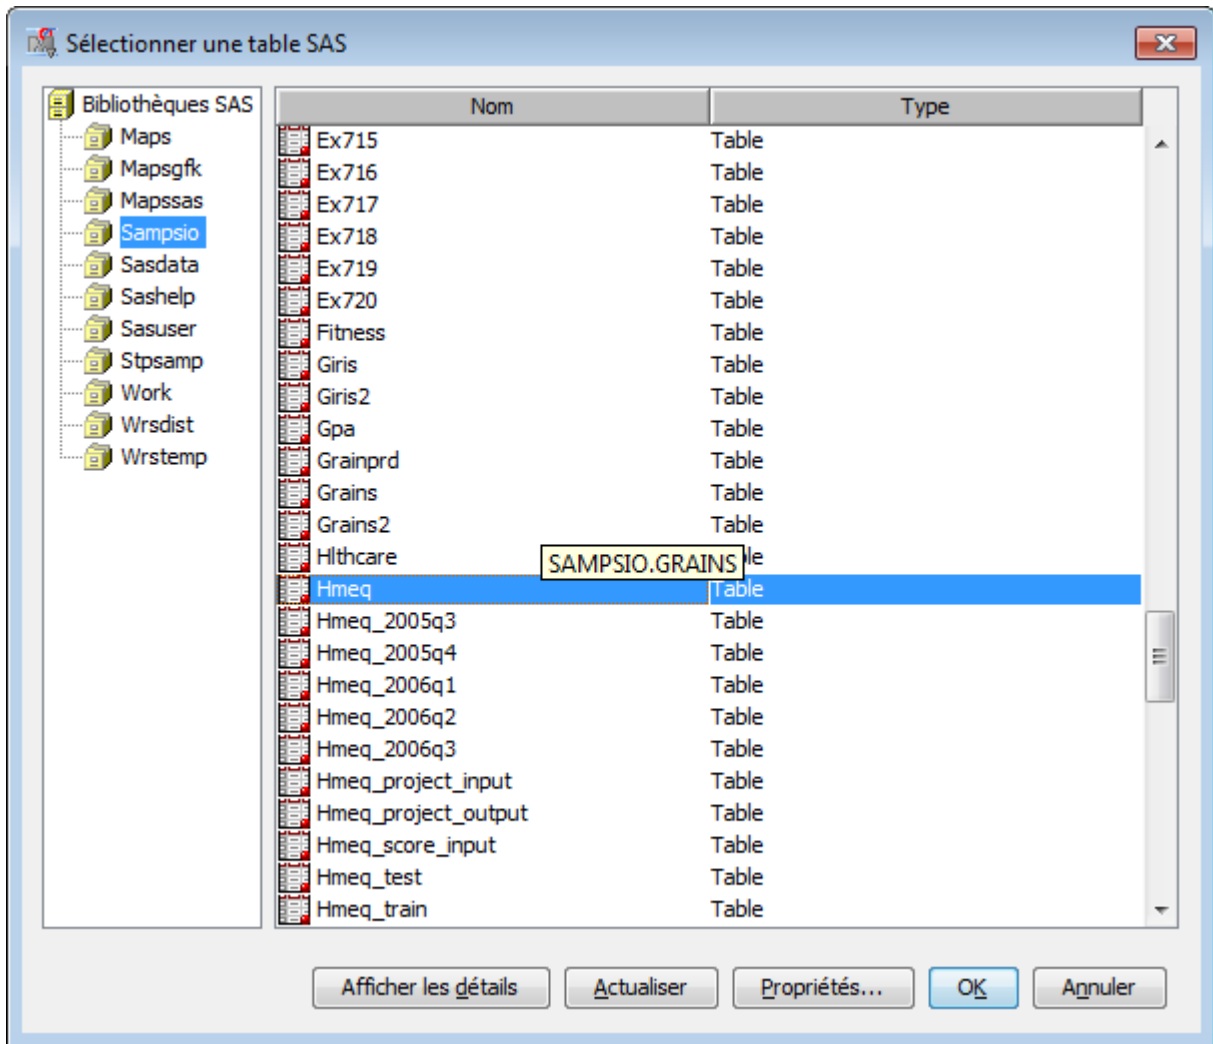 Sélectionner une table SAS
Bibliothèques SAS
Maps
Mapsgfk
Mapssas
Sampsio
Sasdata
Sashelp
Sasuser
Stpsamp
Work
Wrsdist
Wrstemp
Nom Type
Ex715 Table
Ex716 Table
Ex717 Table
Ex718 Table
Ex719 Table
Ex720 Table
Fitness Table
Giris Table
Giris2 Table
Gpa Table
Grainprd Table
Grains Table
Grains2 Table
Hlthcare
SAMPSIO.GRAINS
Hmeq Table
Hmeq_2005q3 Table
Hmeq_2005q4 Table
Hmeq_2006q1 Table
Hmeq_2006q2 Table
Hmeq_2006q3 Table
Hmeq_project_input Table
Hmeq_project_output Table
Hmeq_score_input Table
Hmeq_test Table
Hmeq_train Table
Afficher les détails Actualiser Propriétés... OK Annuler